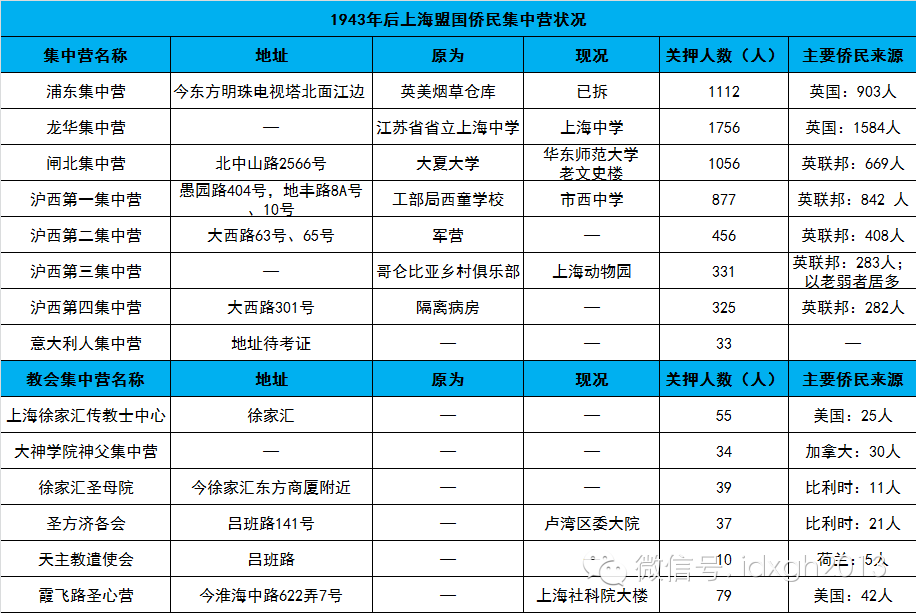 1943年后上海盟国侨民集中营状况
集中营名称 地址 原为 现况 关押人数（人） 主要侨民来源
浦东集中营 今东方明珠电视塔北面江边 英美烟草仓库 已拆 1112 英国：903人
龙华集中营 — 江苏省省立上海中学 上海中学 1756 英国：1584人
闸北集中营 北中山路2566号 大夏大学 华东师范大学老文史楼 1056 英联邦：669人
沪西第一集中营 愚园路404号，地丰路8A号、10号 工部局西童学校 市西中学 877 英联邦：842 人
沪西第二集中营 大西路63号、65号 军营 — 456 英联邦：408人
沪西第三集中营 — 哥仑比亚乡村俱乐部 上海动物园 331 英联邦：283人；以老弱者居多
沪西第四集中营 大西路301号 隔离病房 — 325 英联邦：282人
意大利人集中营 地址待考证 — — 33 —
教会集中营名称 地址 原为 现况 关押人数（人） 主要侨民来源
上海徐家汇传教士中心 徐家汇 — — 55 美国：25人
大神学院神父集中营 — — — 34 加拿大：30人
徐家汇圣母院 今徐家汇东方商厦附近 — — 39 比利时：11人
圣方济各会 吕班路141号 — 卢湾区委大院 37 比利时：21人
天主教遣使会 吕班路 — — 10 荷兰：5人
霞飞路圣心营 今淮海中路622弄7号 — 上海社科院大楼 79 美国：42人
微信号: idxgh2013